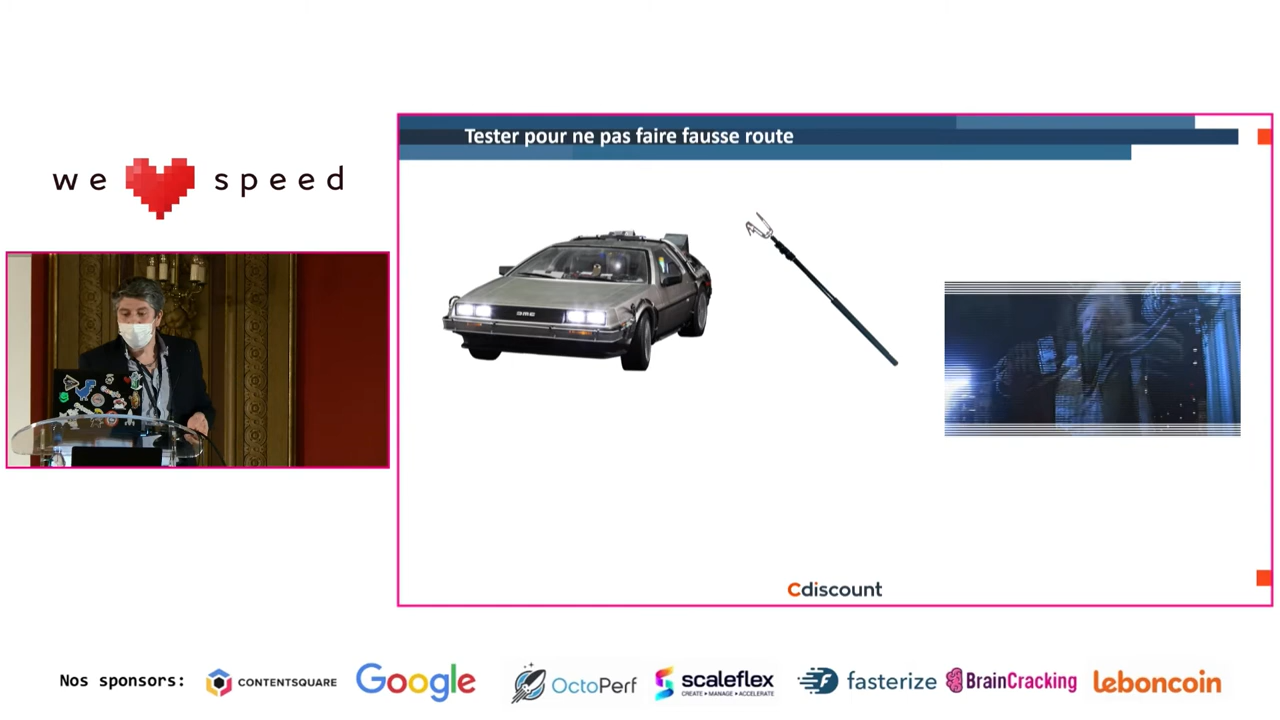 we speed
Tester pour ne pas faire fausse route
DMC
Cdiscount
Nos sponsors:
CONTENTSQUARE
Google
OctoPerf
scaleflex
CREATE • MANAGE • ACCELERATE
fasterize
BrainCracking
leboncoin